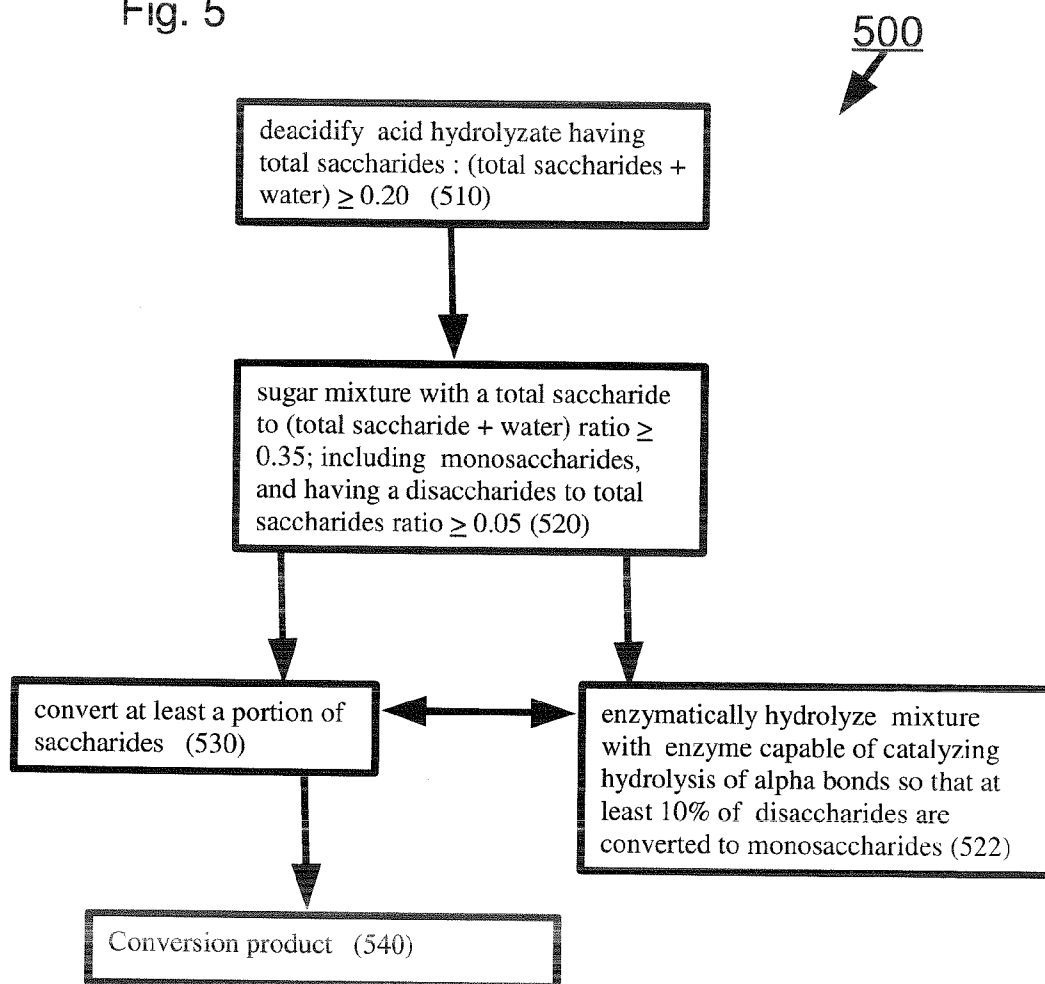 Fig. 5
500
deacidify acid hydrolyzate having
total saccharides : (total saccharides +
water) ≥ 0.20 (510)
sugar mixture with a total saccharide
to (total saccharide + water) ratio ≥
0.35; including monosaccharides,
and having a disaccharides to total
saccharides ratio ≥ 0.05 (520)
convert at least a portion of
saccharides (530)
enzymatically hydrolyze mixture
with enzyme capable of catalyzing
hydrolysis of alpha bonds so that at
least 10% of disaccharides are
converted to monosaccharides (522)
Conversion product (540)